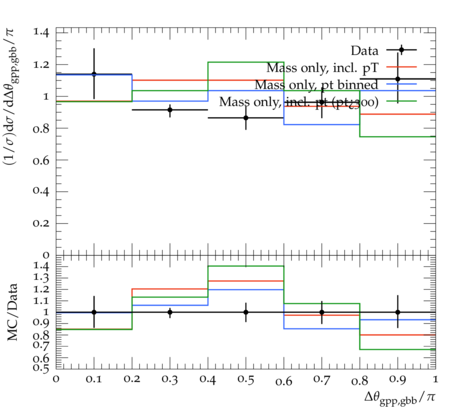 (1/σ)dσ/dΔθgpp,gbb/π
1.4
1.2
1
0.8
0.6
0.4
0.2
0
Data
Mass only, incl. pT
Mass only, pt binned
Mass only, incl. pt (pt¿300)
MC/Data
1.4
1.3
1.2
1.1
1
0.9
0.8
0.7
0.6
0.5
0 0.1 0.2 0.3 0.4 0.5 0.6 0.7 0.8 0.9 1
Δθgpp,gbb/π